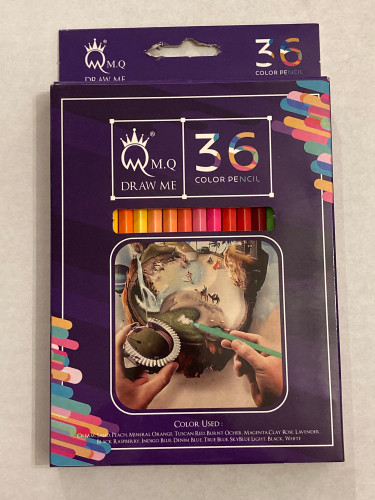 M.Q
DRAW ME
36
COLOR PENCIL
®
M.Q
DRAW ME
36
COLOR PENCIL
COLOR USED :
Peach, Mineral Orange, Tuscan Red, Burnt Ocher, Magenta, Clay Rose, Lavender,
Black Raspberry, Indigo Blue, Denim Blue, True Blue, SkyBlue Light, Black, White